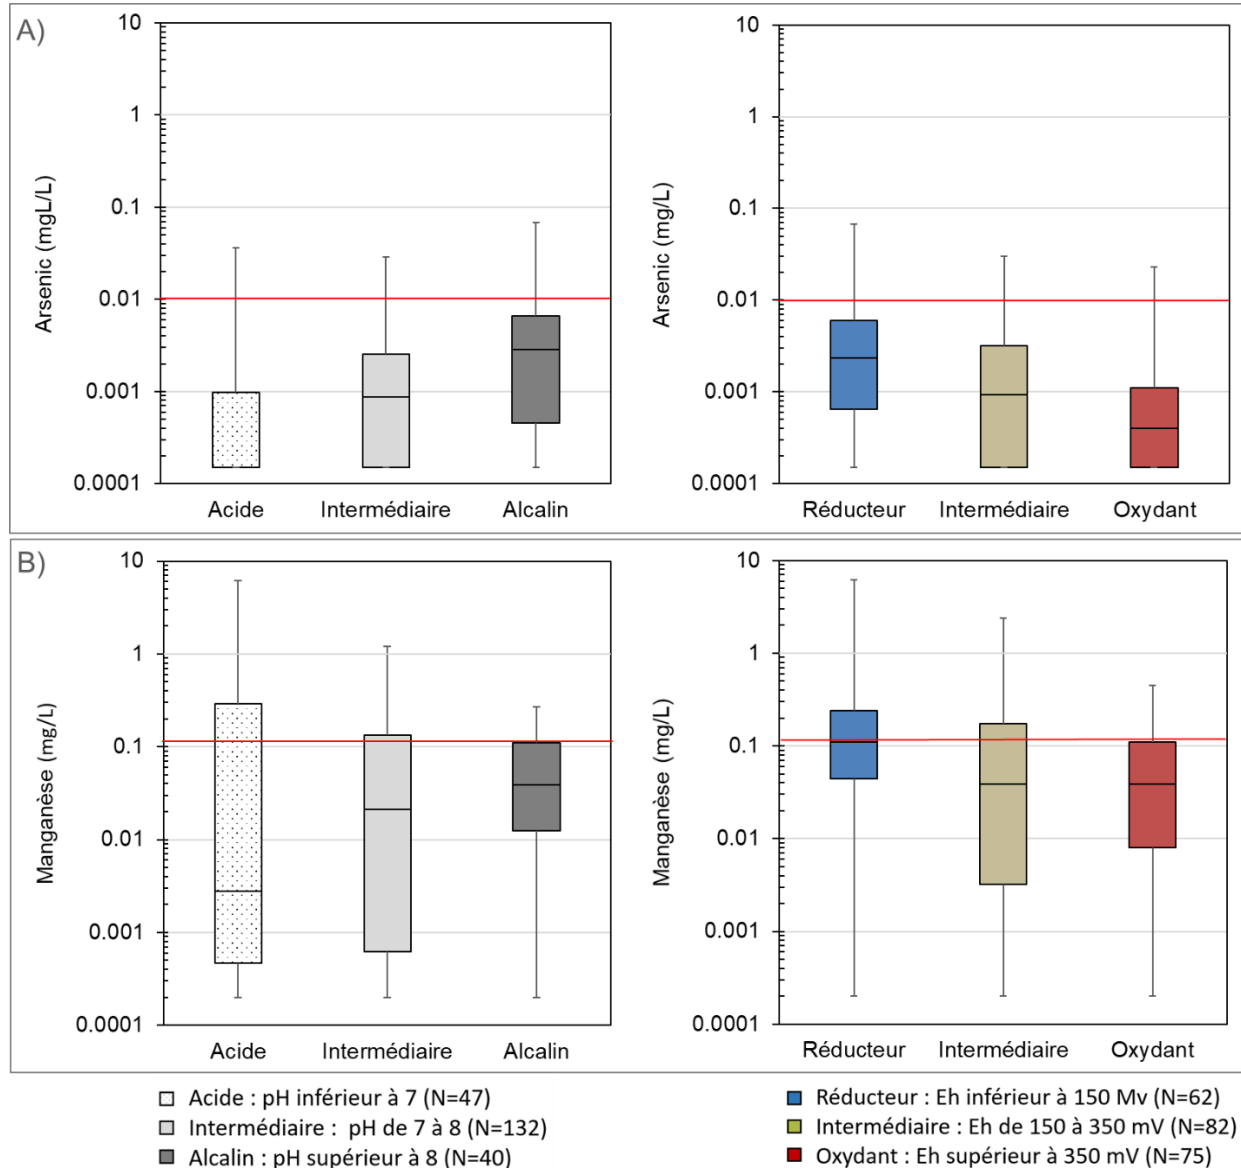 A)
10
1
0.1
0.01
0.001
0.0001
Arsenic (mgL/L)
Acide Intermédiaire Alcalin
10
1
0.1
0.01
0.001
0.0001
Arsenic (mg/L)
Réducteur Intermédiaire Oxydant
B)
10
1
0.1
0.01
0.001
0.0001
Manganèse (mg/L)
Acide Intermédiaire Alcalin
10
1
0.1
0.01
0.001
0.0001
Manganèse (mg/L)
Réducteur Intermédiaire Oxydant
Acide : pH inférieur à 7 (N=47)
Intermédiaire : pH de 7 à 8 (N=132)
Alcalin : pH supérieur à 8 (N=40)
Réducteur : Eh inférieur à 150 Mv (N=62)
Intermédiaire : Eh de 150 à 350 mV (N=82)
Oxydant : Eh supérieur à 350 mV (N=75)